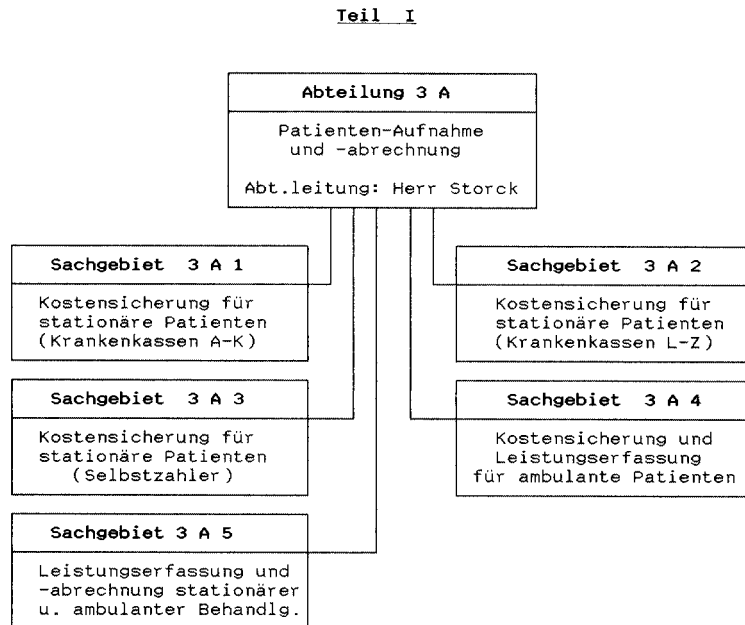 Teil I
Abteilung 3 A
Patienten-Aufnahme
und -abrechnung
Abt.leitung: Herr Storck
Sachgebiet 3 A 1
Kostensicherung für
stationäre Patienten
(Krankenkassen A-K)
Sachgebiet 3 A 2
Kostensicherung für
stationäre Patienten
(Krankenkassen L-Z)
Sachgebiet 3 A 3
Kostensicherung für
stationäre Patienten
(Selbstzahler)
Sachgebiet 3 A 4
Kostensicherung und
Leistungserfassung
für ambulante Patienten
Sachgebiet 3 A 5
Leistungserfassung und
-abrechnung stationärer
u. ambulanter Behandlg.